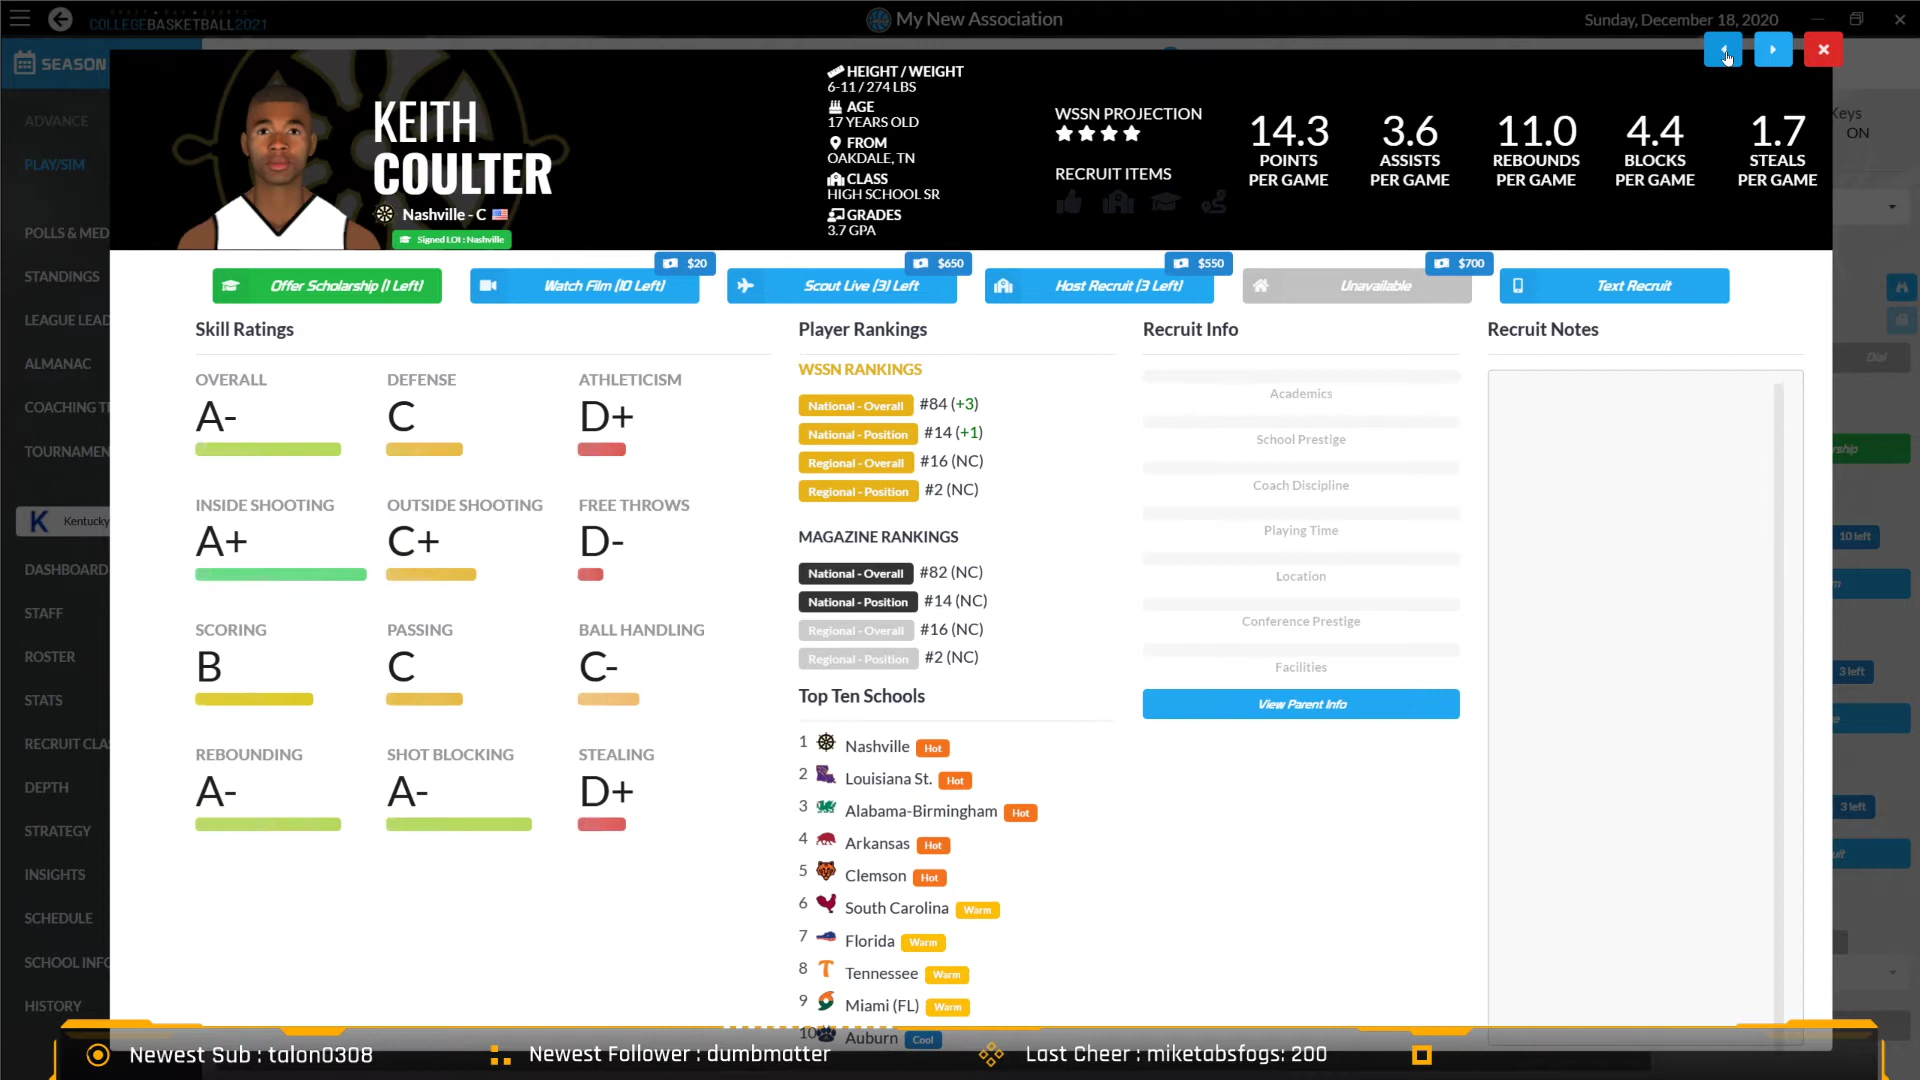 COLLEGEBASKETBALL2021
My New Association
Sunday, December 18, 2020
SEASON
ADVANCE
PLAY/SIM
POLLS & MED
STANDINGS
LEAGUE LEAD
ALMANAC
COACHING T
TOURNAMEN
Kentucky
DASHBOARD
STAFF
ROSTER
STATS
RECRUIT CLA
DEPTH
STRATEGY
INSIGHTS
SCHEDULE
SCHOOL INFO
HISTORY
KEITH
COULTER
Nashville - C
Signed LOI : Nashville
HEIGHT / WEIGHT
6-11 / 274 LBS
AGE
17 YEARS OLD
FROM
OAKDALE, TN
CLASS
HIGH SCHOOL SR
GRADES
3.7 GPA
WSSN PROJECTION
RECRUIT ITEMS
14.3 POINTS PER GAME
3.6 ASSISTS PER GAME
11.0 REBOUNDS PER GAME
4.4 BLOCKS PER GAME
1.7 STEALS PER GAME
Keys
ON
Offer Scholarship (1 Left)
$20
Watch Film (10 Left)
$650
Scout Live (3) Left
$550
Host Recruit (3 Left)
$700
Unavailable
Text Recruit
Skill Ratings
OVERALL DEFENSE ATHLETICISM
A- C D+
INSIDE SHOOTING OUTSIDE SHOOTING FREE THROWS
A+ C+ D-
SCORING PASSING BALL HANDLING
B C C-
REBOUNDING SHOT BLOCKING STEALING
A- A- D+
Player Rankings
WSSN RANKINGS
National - Overall #84 (+3)
National - Position #14 (+1)
Regional - Overall #16 (NC)
Regional - Position #2 (NC)
MAGAZINE RANKINGS
National - Overall #82 (NC)
National - Position #14 (NC)
Regional - Overall #16 (NC)
Regional - Position #2 (NC)
Top Ten Schools
1 Nashville Hot
2 Louisiana St. Hot
3 Alabama-Birmingham Hot
4 Arkansas Hot
5 Clemson Hot
6 South Carolina Warm
7 Florida Warm
8 Tennessee Warm
9 Miami (FL) Warm
10 Auburn Cool
Recruit Info
Academics
School Prestige
Coach Discipline
Playing Time
Location
Conference Prestige
Facilities
View Parent Info
Recruit Notes
Dial
rship
10 left
3 left
3 left
Newest Sub : talon0308
Newest Follower : dumbmatter
Last Cheer : miketabsfogs: 200